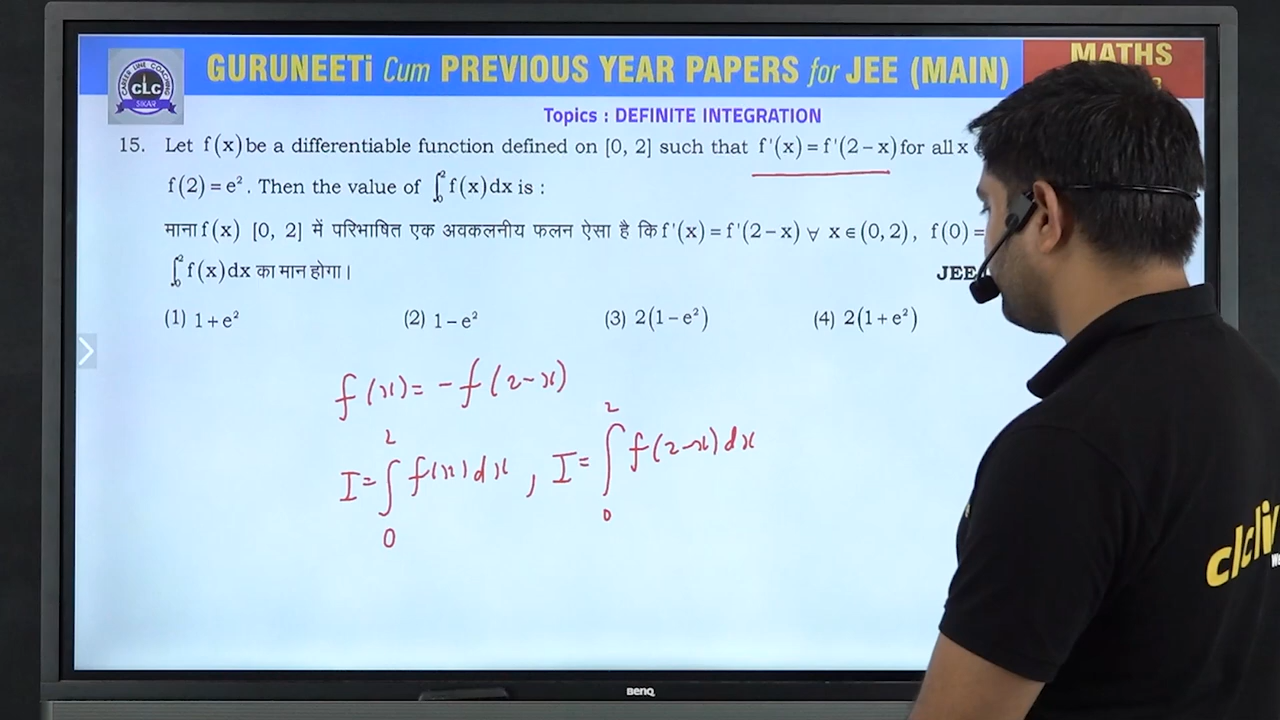 GURUNEETi Cum PREVIOUS YEAR PAPERS for JEE (MAIN)
MATHS
CAREER LINE COACHING
CLC
SIKAR
Topics : DEFINITE INTEGRATION
15. Let f(x) be a differentiable function defined on [0, 2] such that f'(x) = f'(2 − x) for all x
f(2) = e². Then the value of ∫₀² f(x) dx is :
माना f(x) [0, 2] में परिभाषित एक अवकलनीय फलन ऐसा है कि f'(x) = f'(2 − x) ∀ x ∈ (0, 2), f(0) =
∫₀² f(x) dx का मान होगा।
JEE
(1) 1 + e² (2) 1 − e² (3) 2(1 − e²) (4) 2(1 + e²)
f(x) = -f(2-x)
I = ∫₀² f(x) dx , I = ∫₀² f(2-x) dx
BenQ